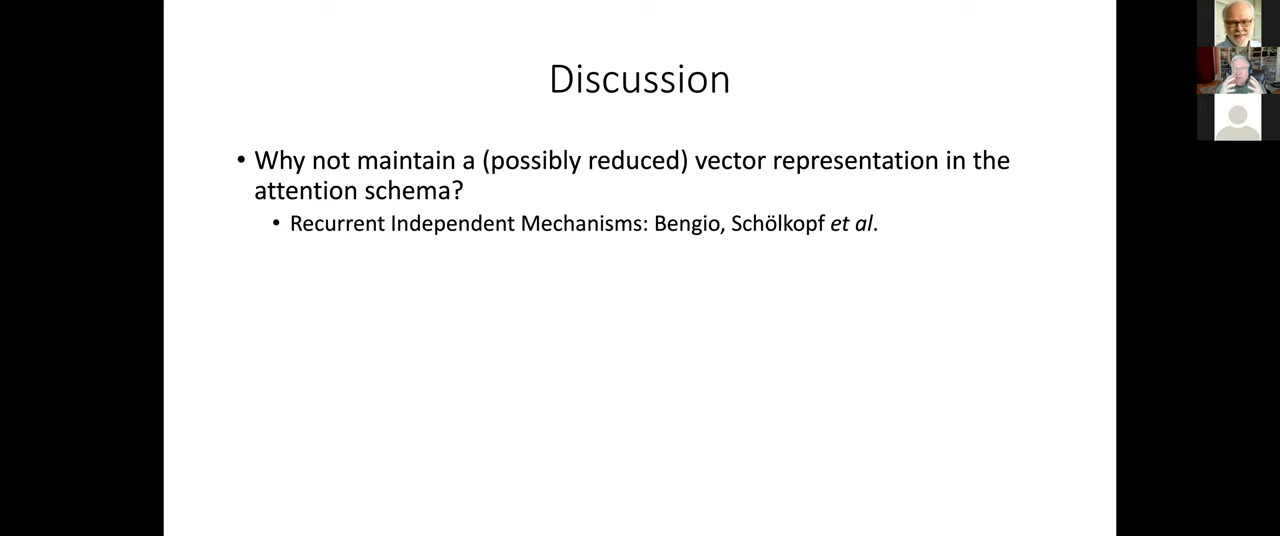 Discussion
• Why not maintain a (possibly reduced) vector representation in the
attention schema?
• Recurrent Independent Mechanisms: Bengio, Schölkopf et al.